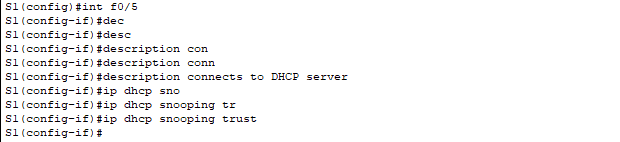 S1(config)#int f0/5
S1(config-if)#dec
S1(config-if)#desc
S1(config-if)#description con
S1(config-if)#description conn
S1(config-if)#description connects to DHCP server
S1(config-if)#ip dhcp sno
S1(config-if)#ip dhcp snooping tr
S1(config-if)#ip dhcp snooping trust
S1(config-if)#